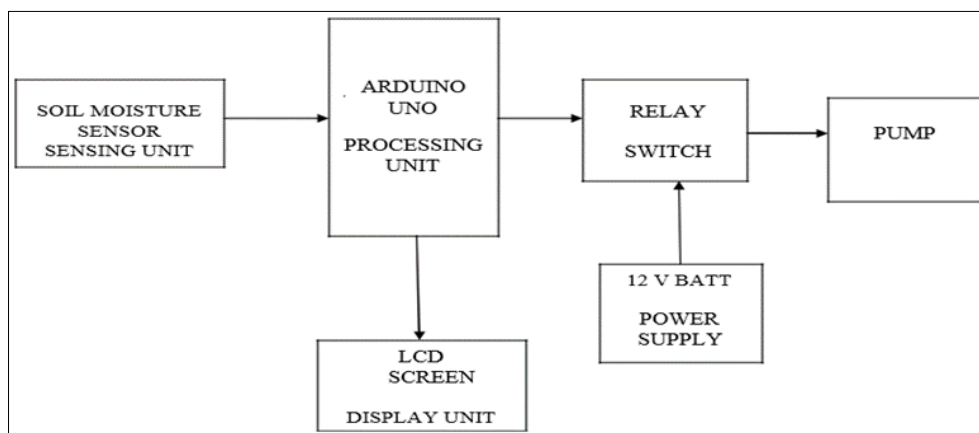 SOIL MOISTURE
SENSOR
SENSING UNIT
ARDUINO
UNO
PROCESSING
UNIT
RELAY
SWITCH
PUMP
12 V BATT
POWER
SUPPLY
LCD
SCREEN
DISPLAY UNIT